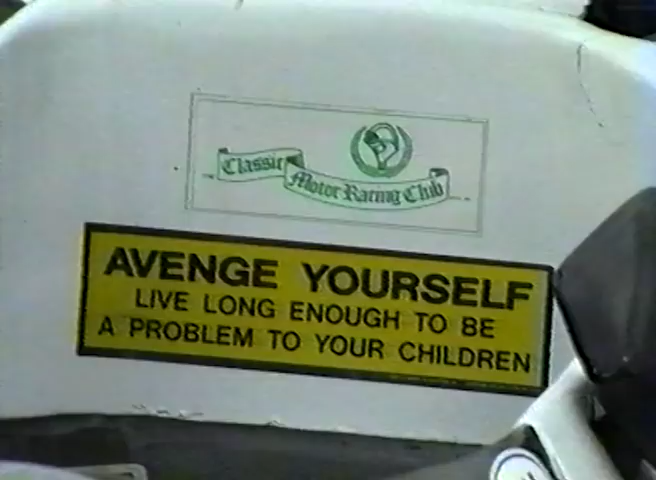 Classic
Motor Racing Club
AVENGE YOURSELF
LIVE LONG ENOUGH TO BE
A PROBLEM TO YOUR CHILDREN